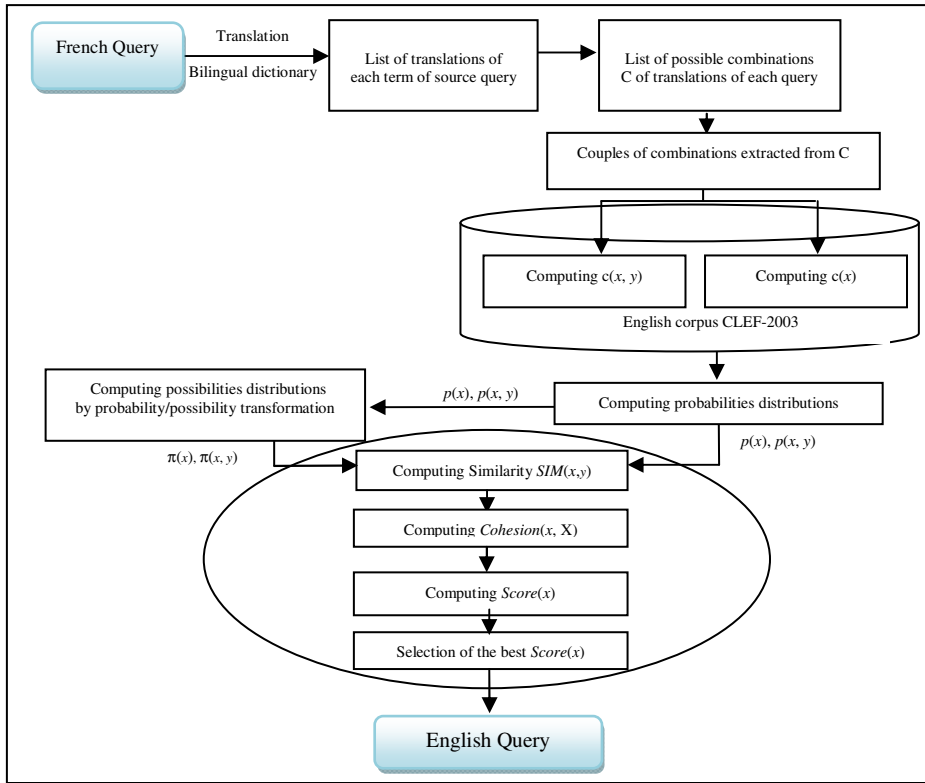 French Query
Translation
Bilingual dictionary
List of translations of
each term of source query
List of possible combinations
C of translations of each query
Couples of combinations extracted from C
Computing c(x, y)
Computing c(x)
English corpus CLEF-2003
Computing possibilities distributions
by probability/possibility transformation
p(x), p(x, y)
Computing probabilities distributions
π(x), π(x, y)
p(x), p(x, y)
Computing Similarity SIM(x,y)
Computing Cohesion(x, X)
Computing Score(x)
Selection of the best Score(x)
English Query